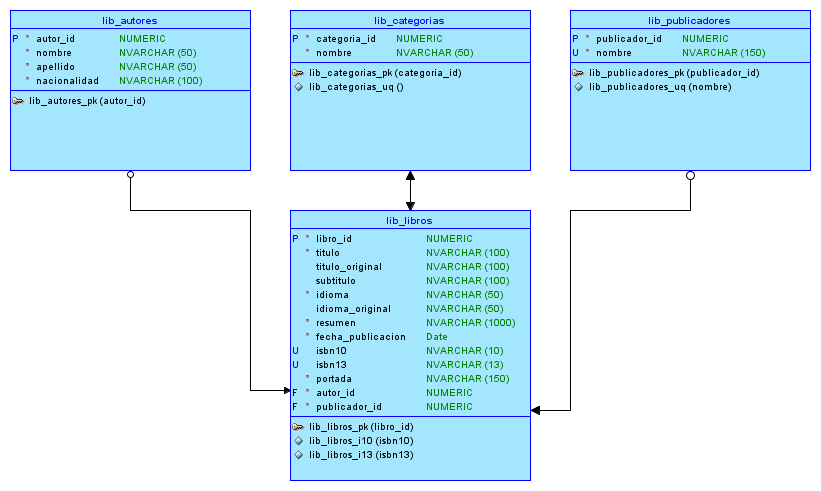 lib_autores
P * autor_id NUMERIC
* nombre NVARCHAR (50)
* apellido NVARCHAR (50)
* nacionalidad NVARCHAR (100)
lib_autores_pk (autor_id)
lib_categorias
P * categoria_id NUMERIC
* nombre NVARCHAR (50)
lib_categorias_pk (categoria_id)
lib_categorias_uq ()
lib_publicadores
P * publicador_id NUMERIC
U * nombre NVARCHAR (150)
lib_publicadores_pk (publicador_id)
lib_publicadores_uq (nombre)
lib_libros
P * libro_id NUMERIC
* titulo NVARCHAR (100)
titulo_original NVARCHAR (100)
subtitulo NVARCHAR (100)
* idioma NVARCHAR (50)
idioma_original NVARCHAR (50)
* resumen NVARCHAR (1000)
* fecha_publicacion Date
U isbn10 NVARCHAR (10)
U isbn13 NVARCHAR (13)
* portada NVARCHAR (150)
F * autor_id NUMERIC
F * publicador_id NUMERIC
lib_libros_pk (libro_id)
lib_libros_i10 (isbn10)
lib_libros_i13 (isbn13)